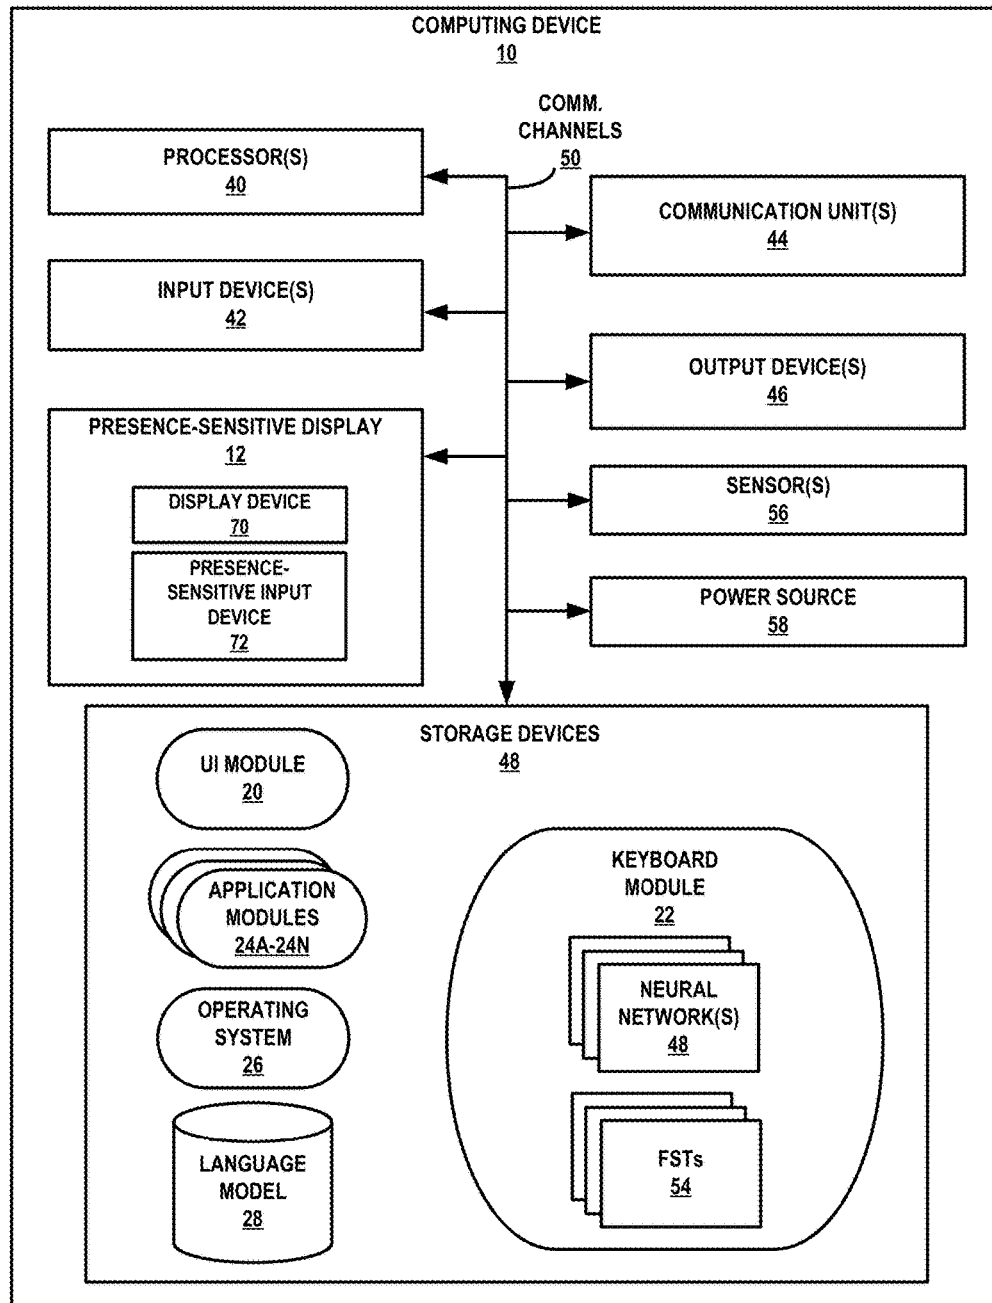 COMPUTING DEVICE
10
COMM.
CHANNELS
50
PROCESSOR(S)
40
COMMUNICATION UNIT(S)
44
INPUT DEVICE(S)
42
OUTPUT DEVICE(S)
46
PRESENCE-SENSITIVE DISPLAY
12
DISPLAY DEVICE
70
PRESENCE-
SENSITIVE INPUT
DEVICE
72
SENSOR(S)
56
POWER SOURCE
58
STORAGE DEVICES
48
UI MODULE
20
APPLICATION
MODULES
24A-24N
OPERATING
SYSTEM
26
LANGUAGE
MODEL
28
KEYBOARD
MODULE
22
NEURAL
NETWORK(S)
48
FSTs
54